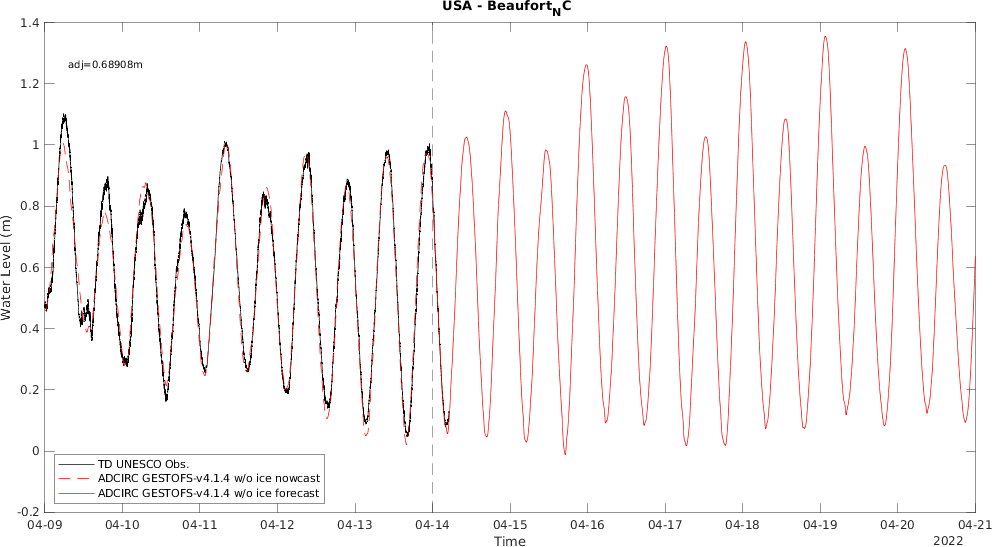 USA - Beaufort_NC
1.4
1.2
1
0.8
0.6
0.4
0.2
0
-0.2
Water Level (m)
adj=0.68908m
TD UNESCO Obs.
ADCIRC GESTOFS-v4.1.4 w/o ice nowcast
ADCIRC GESTOFS-v4.1.4 w/o ice forecast
04-09 04-10 04-11 04-12 04-13 04-14 04-15 04-16 04-17 04-18 04-19 04-20 04-21
Time
2022